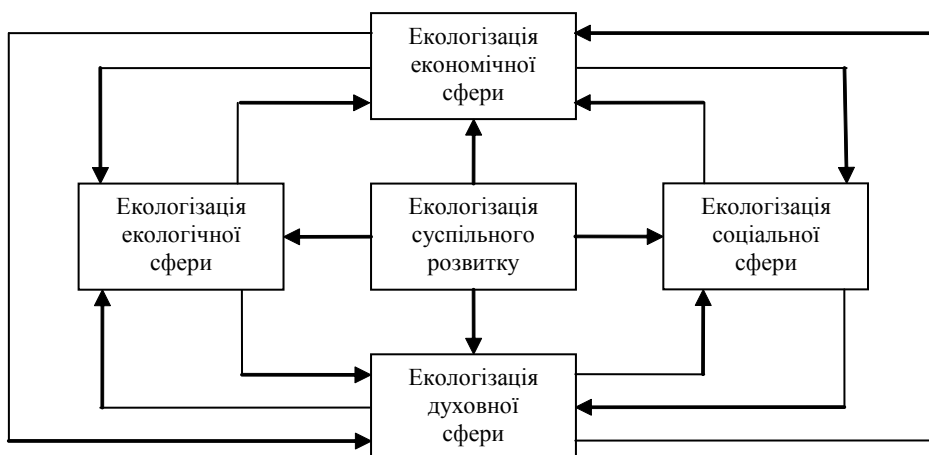 Екологізація
економічної
сфери
Екологізація
екологічної
сфери
Екологізація
суспільного
розвитку
Екологізація
соціальної
сфери
Екологізація
духовної
сфери